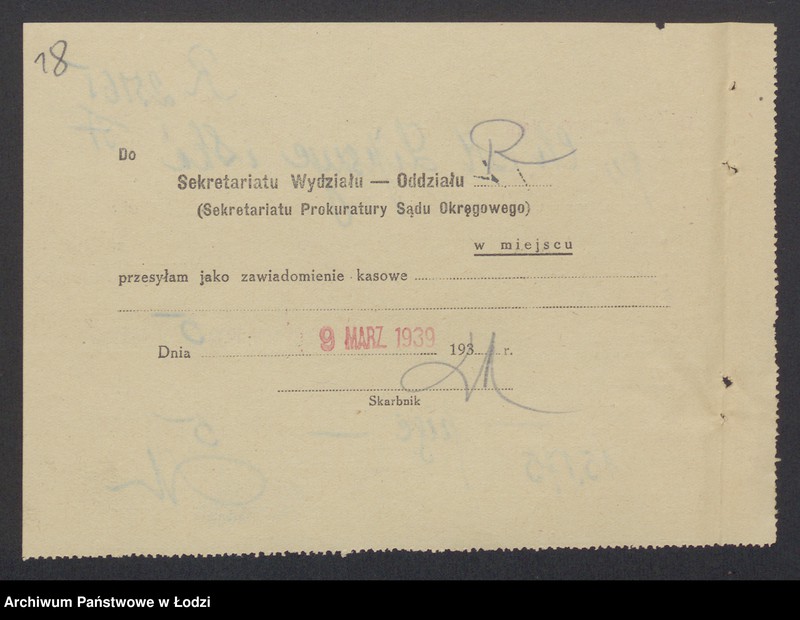 18
Do
Sekretariatu Wydziału — Oddziału R
(Sekretariatu Prokuratury Sądu Okręgowego)
w miejscu
przesyłam jako zawiadomienie kasowe
9 MARZ. 1939
Dnia 193 r.
Skarbnik
Archiwum Państwowe w Łodzi